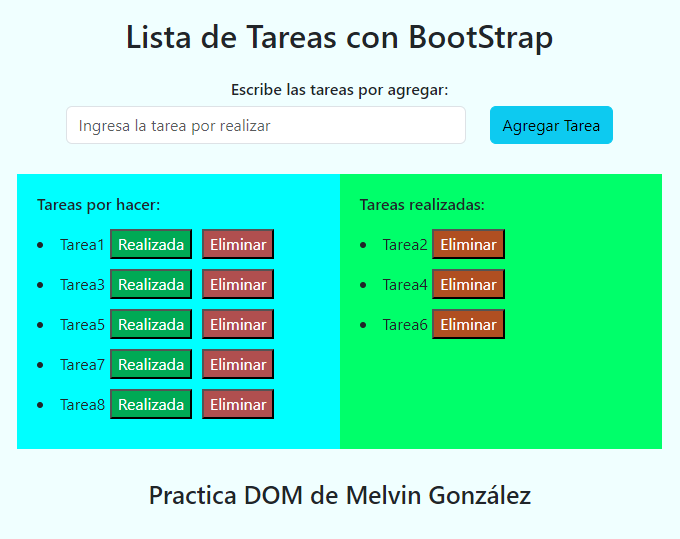 Lista de Tareas con BootStrap
Escribe las tareas por agregar:
Ingresa la tarea por realizar
Agregar Tarea
Tareas por hacer:
Tarea1 Realizada Eliminar
Tarea3 Realizada Eliminar
Tarea5 Realizada Eliminar
Tarea7 Realizada Eliminar
Tarea8 Realizada Eliminar
Tareas realizadas:
Tarea2 Eliminar
Tarea4 Eliminar
Tarea6 Eliminar
Practica DOM de Melvin González